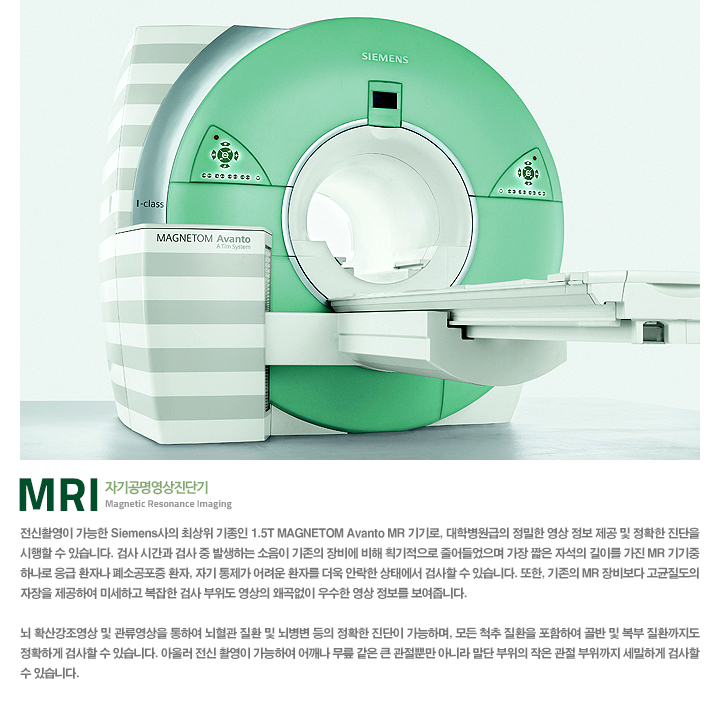 SIEMENS
I-class
MAGNETOM Avanto
A Tim System
MRI 자기공명영상진단기
Magnetic Resonance Imaging
전신촬영이 가능한 Siemens사의 최상위 기종인 1.5T MAGNETOM Avanto MR 기기로, 대학병원급의 정밀한 영상 정보 제공 및 정확한 진단을
시행할 수 있습니다. 검사 시간과 검사 중 발생하는 소음이 기존의 장비에 비해 획기적으로 줄어들었으며 가장 짧은 자석의 길이를 가진 MR 기기중
하나로 응급 환자나 폐소공포증 환자, 자기 통제가 어려운 환자를 더욱 안락한 상태에서 검사할 수 있습니다. 또한, 기존의 MR 장비보다 고균질도의
자장을 제공하여 미세하고 복잡한 검사 부위도 영상의 왜곡없이 우수한 영상 정보를 보여줍니다.
뇌 확산강조영상 및 관류영상을 통하여 뇌혈관 질환 및 뇌병변 등의 정확한 진단이 가능하며, 모든 척추 질환을 포함하여 골반 및 복부 질환까지도
정확하게 검사할 수 있습니다. 아울러 전신 촬영이 가능하여 어깨나 무릎 같은 큰 관절뿐만 아니라 말단 부위의 작은 관절 부위까지 세밀하게 검사할
수 있습니다.